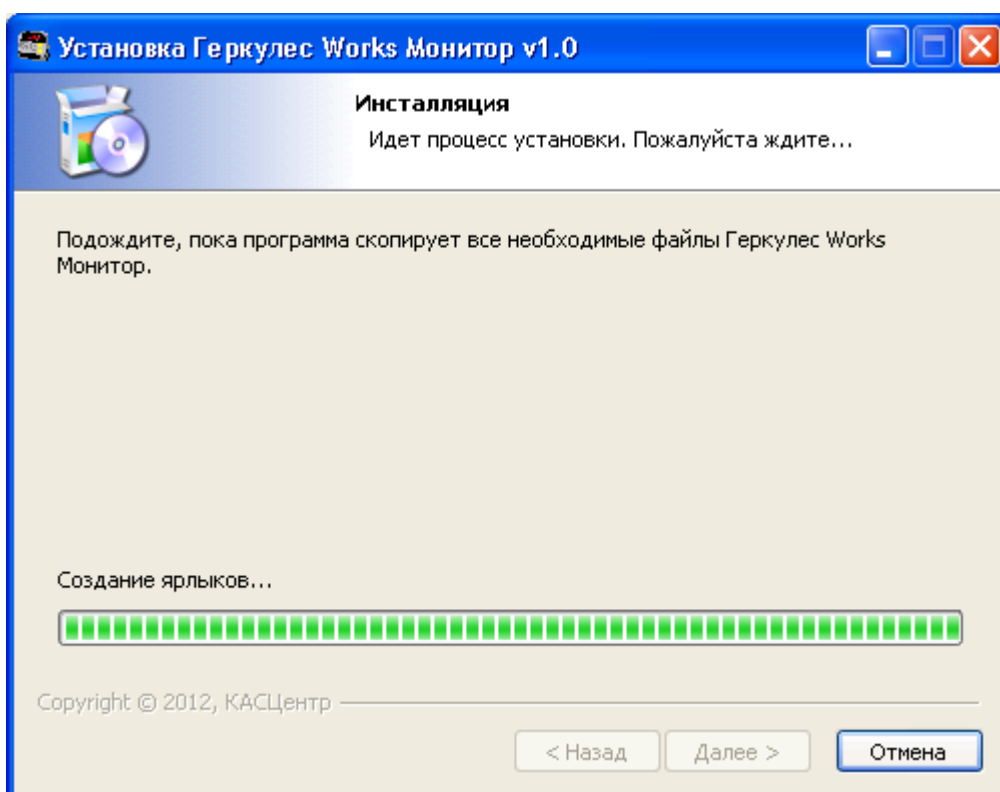 Установка Геркулес Works Монитор v1.0
Инсталляция
Идет процесс установки. Пожалуйста ждите...
Подождите, пока программа скопирует все необходимые файлы Геркулес Works
Монитор.
Создание ярлыков...
Copyright © 2012, КАСЦентр
< Назад
Далее >
Отмена